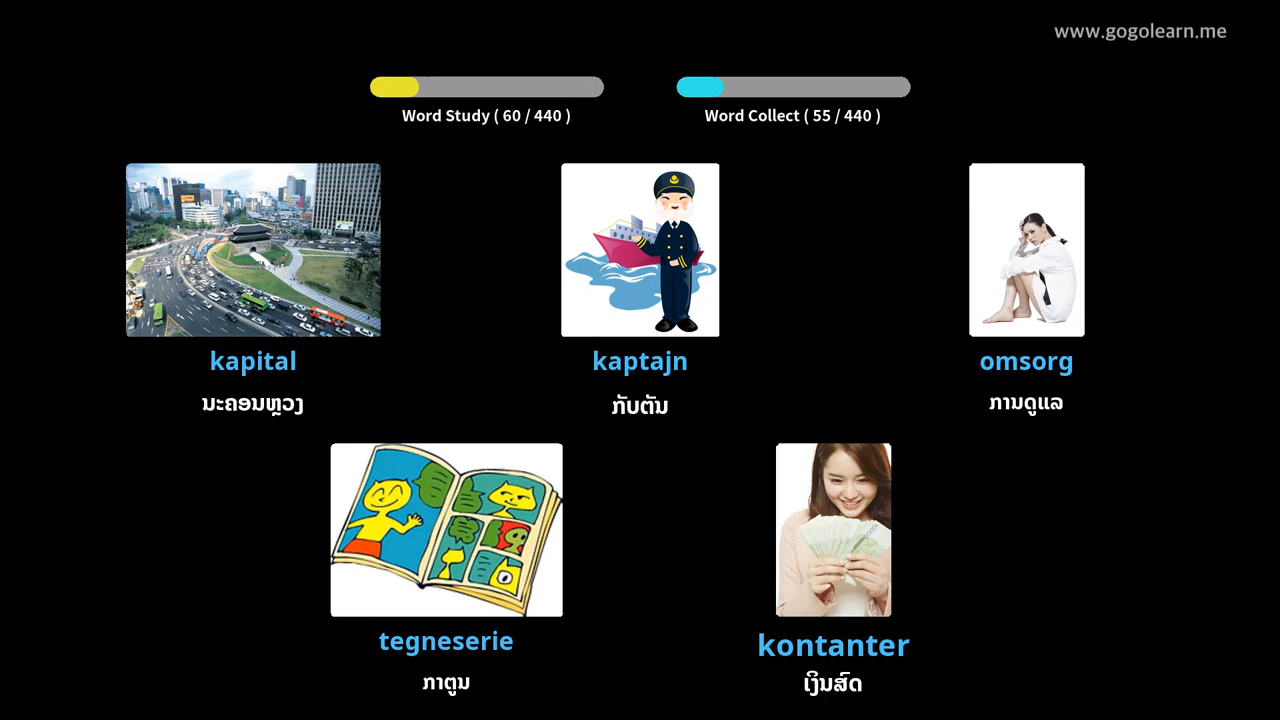 www.gogolearn.me
Word Study ( 60 / 440 )
Word Collect ( 55 / 440 )
kapital
kaptajn
omsorg
ນະຄອນຫຼວງ
ກັບຕັນ
ການດູແລ
tegneserie
kontanter
ກາຕູນ
ເງິນສົດ